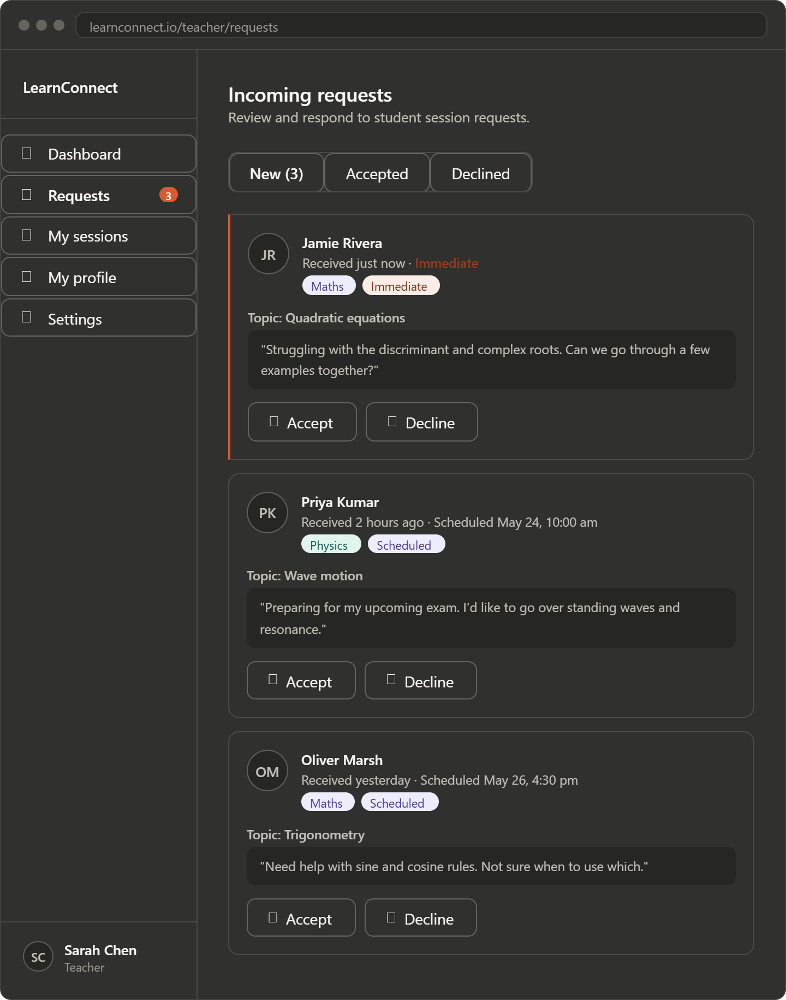 learnconnect.io/teacher/requests
LearnConnect
Dashboard
Requests
3
My sessions
My profile
Settings
Sarah Chen
SC
Teacher
Incoming requests
Review and respond to student session requests.
New (3)
Accepted
Declined
JR
Jamie Rivera
Received just now · Immediate
Maths
Immediate
Topic: Quadratic equations
"Struggling with the discriminant and complex roots. Can we go through a few
examples together?"
Accept
Decline
PK
Priya Kumar
Received 2 hours ago · Scheduled May 24, 10:00 am
Physics
Scheduled
Topic: Wave motion
"Preparing for my upcoming exam. I'd like to go over standing waves and
resonance."
Accept
Decline
OM
Oliver Marsh
Received yesterday · Scheduled May 26, 4:30 pm
Maths
Scheduled
Topic: Trigonometry
"Need help with sine and cosine rules. Not sure when to use which."
Accept
Decline